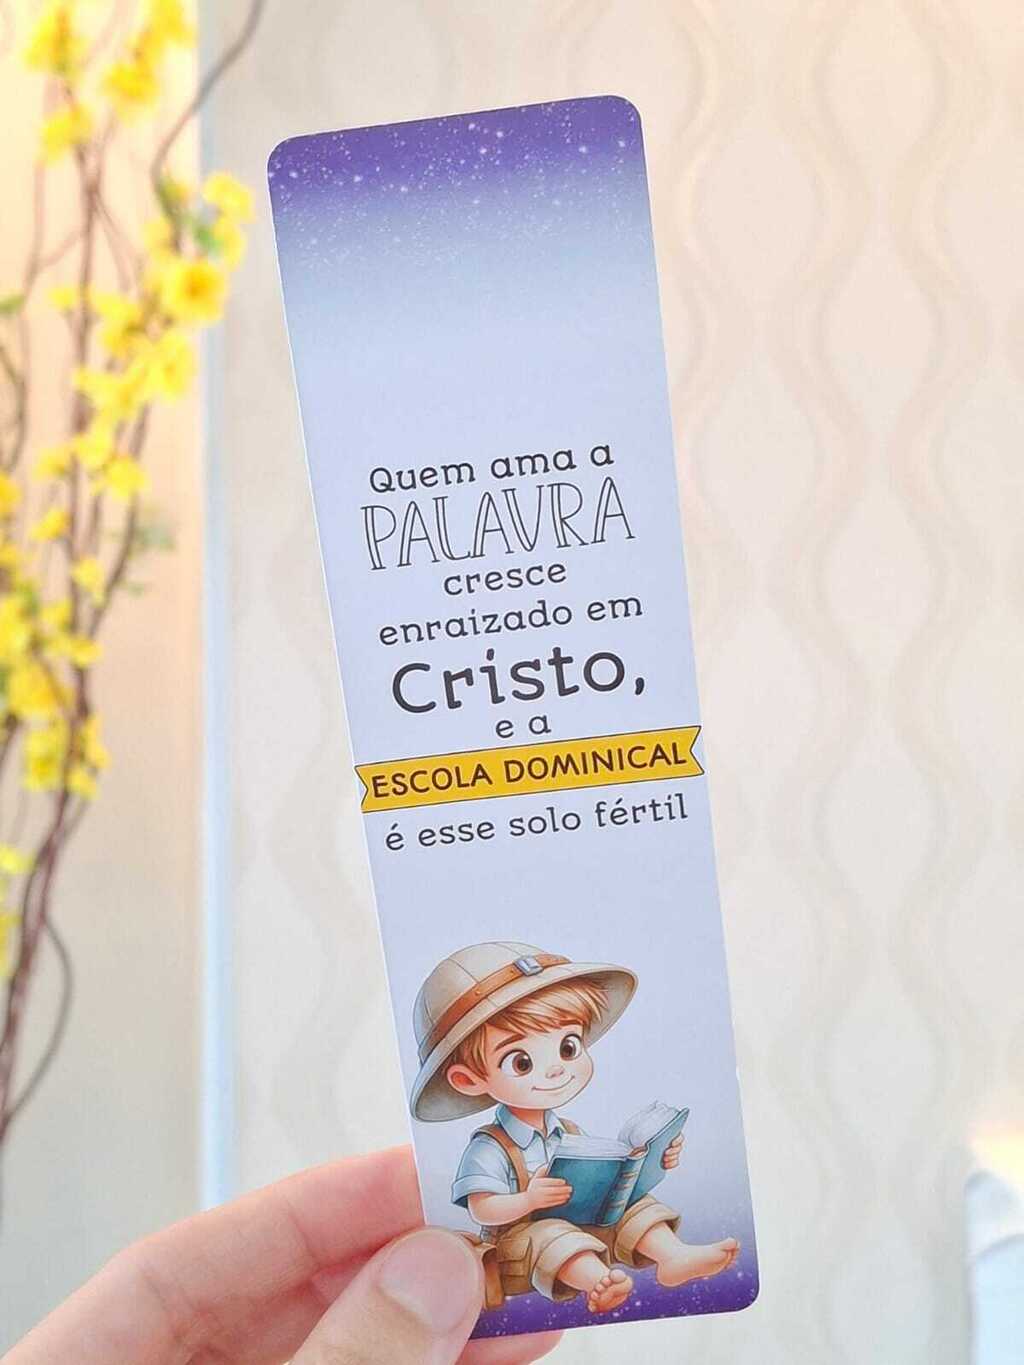 Quem ama a
PALAVRA
cresce
enraizado em
Cristo,
e a
ESCOLA DOMINICAL
é esse solo fértil